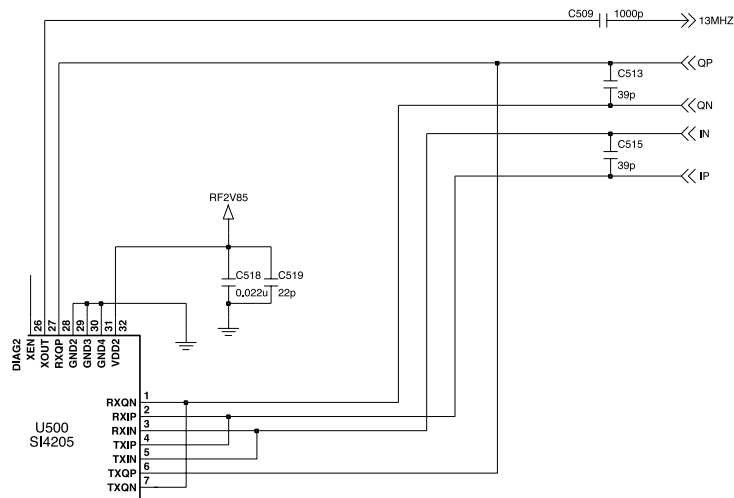 C509 1000p
13MHZ
QP
C513
39p
QN
IN
C515
39p
IP
RF2V85
C518
0.022u
C519
22p
26
27
28
29
30
31
32
DIAG2
XEN
XOUT
RXQP
GND2
GND3
GND4
VDD2
RXQN 1
RXIP 2
RXIN 3
TXIP 4
TXIN 5
TXQP 6
TXQN 7
U500
SI4205